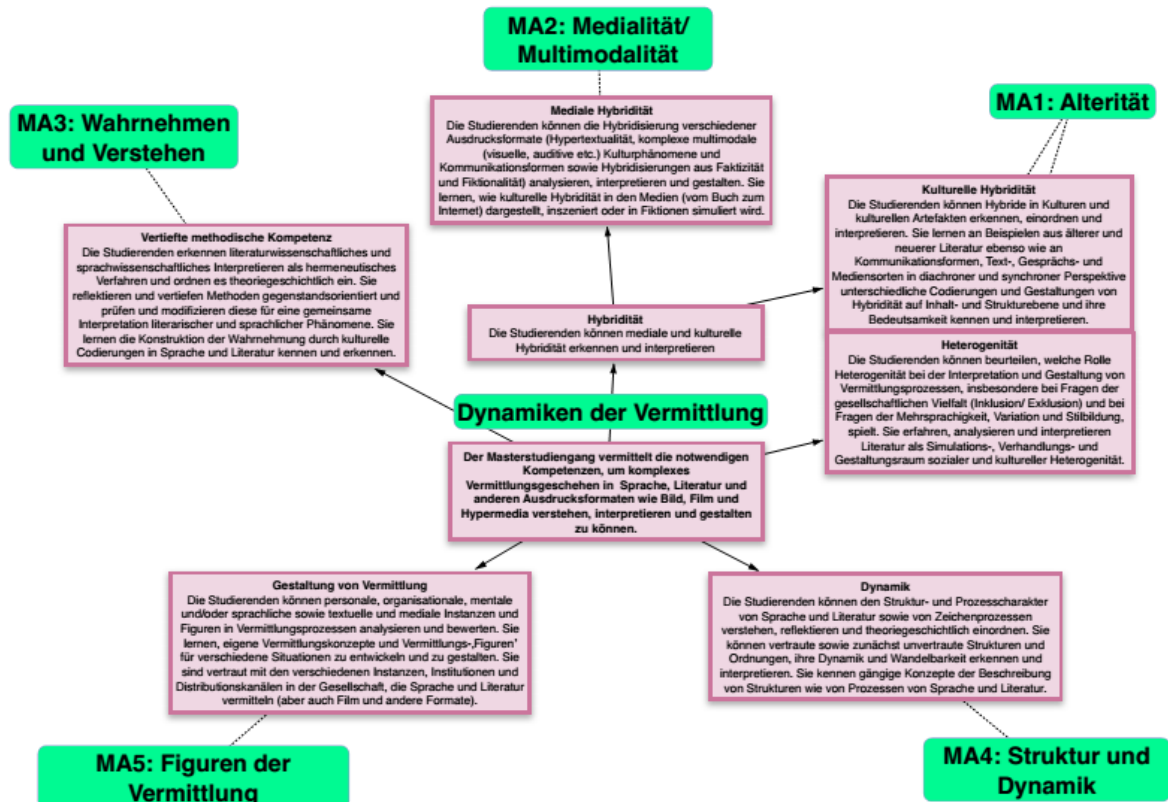 MA2: Medialität/
Multimodalität
MA1: Alterität
MA3: Wahrnehmen
und Verstehen
Mediale Hybridität
Die Studierenden können die Hybridisierung verschiedener
Ausdrucksformate (Hypertextualität, komplexe multimodale
(visuelle, auditive etc.) Kulturphänomene und
Kommunikationsformen sowie Hybridisierungen aus Faktizität
und Fiktionalität) analysieren, interpretieren und gestalten. Sie
lernen, wie kulturelle Hybridität in den Medien (vom Buch zum
Internet) dargestellt, inszeniert oder in Fiktionen simuliert wird.
Kulturelle Hybridität
Die Studierenden können Hybride in Kulturen und
kulturellen Artefakten erkennen, einordnen und
interpretieren. Sie lernen an Beispielen aus älterer und
neuerer Literatur ebenso wie an
Kommunikationsformen, Text-, Gesprächs- und
Mediensorten in diachroner und synchroner Perspektive
unterschiedliche Codierungen und Gestaltungen von
Hybridität auf Inhalt- und Strukturebene und ihre
Bedeutsamkeit kennen und interpretieren.
Vertiefte methodische Kompetenz
Die Studierenden erkennen literaturwissenschaftliches und
sprachwissenschaftliches Interpretieren als hermeneutisches
Verfahren und ordnen es theoriegeschichtlich ein. Sie
reflektieren und vertiefen Methoden gegenstandsorientiert und
prüfen und modifizieren diese für eine gemeinsame
Interpretation literarischer und sprachlicher Phänomene. Sie
lernen die Konstruktion der Wahrnehmung durch kulturelle
Codierungen in Sprache und Literatur kennen und erkennen.
Hybridität
Die Studierenden können mediale und kulturelle
Hybridität erkennen und interpretieren
Heterogenität
Die Studierenden können beurteilen, welche Rolle
Heterogenität bei der Interpretation und Gestaltung von
Vermittlungsprozessen, insbesondere bei Fragen der
gesellschaftlichen Vielfalt (Inklusion/ Exklusion) und bei
Fragen der Mehrsprachigkeit, Variation und Stilbildung,
spielt. Sie erfahren, analysieren und interpretieren
Literatur als Simulations-, Verhandlungs- und
Gestaltungsraum sozialer und kultureller Heterogenität.
Dynamiken der Vermittlung
Der Masterstudiengang vermittelt die notwendigen
Kompetenzen, um komplexes
Vermittlungsgeschehen in Sprache, Literatur und
anderen Ausdrucksformaten wie Bild, Film und
Hypermedia verstehen, interpretieren und gestalten
zu können.
Gestaltung von Vermittlung
Die Studierenden können personale, organisationale, mentale
und/oder sprachliche sowie textuelle und mediale Instanzen und
Figuren in Vermittlungsprozessen analysieren und bewerten. Sie
lernen, eigene Vermittlungskonzepte und Vermittlungs-‚Figuren'
für verschiedene Situationen zu entwickeln und zu gestalten. Sie
sind vertraut mit den verschiedenen Instanzen, Institutionen und
Distributionskanälen in der Gesellschaft, die Sprache und Literatur
vermitteln (aber auch Film und andere Formate).
Dynamik
Die Studierenden können den Struktur- und Prozesscharakter
von Sprache und Literatur sowie von Zeichenprozessen
verstehen, reflektieren und theoriegeschichtlich einordnen. Sie
können vertraute sowie zunächst unvertraute Strukturen und
Ordnungen, ihre Dynamik und Wandelbarkeit erkennen und
interpretieren. Sie kennen gängige Konzepte der Beschreibung
von Strukturen wie von Prozessen von Sprache und Literatur.
MA5: Figuren der
Vermittlung
MA4: Struktur und
Dynamik